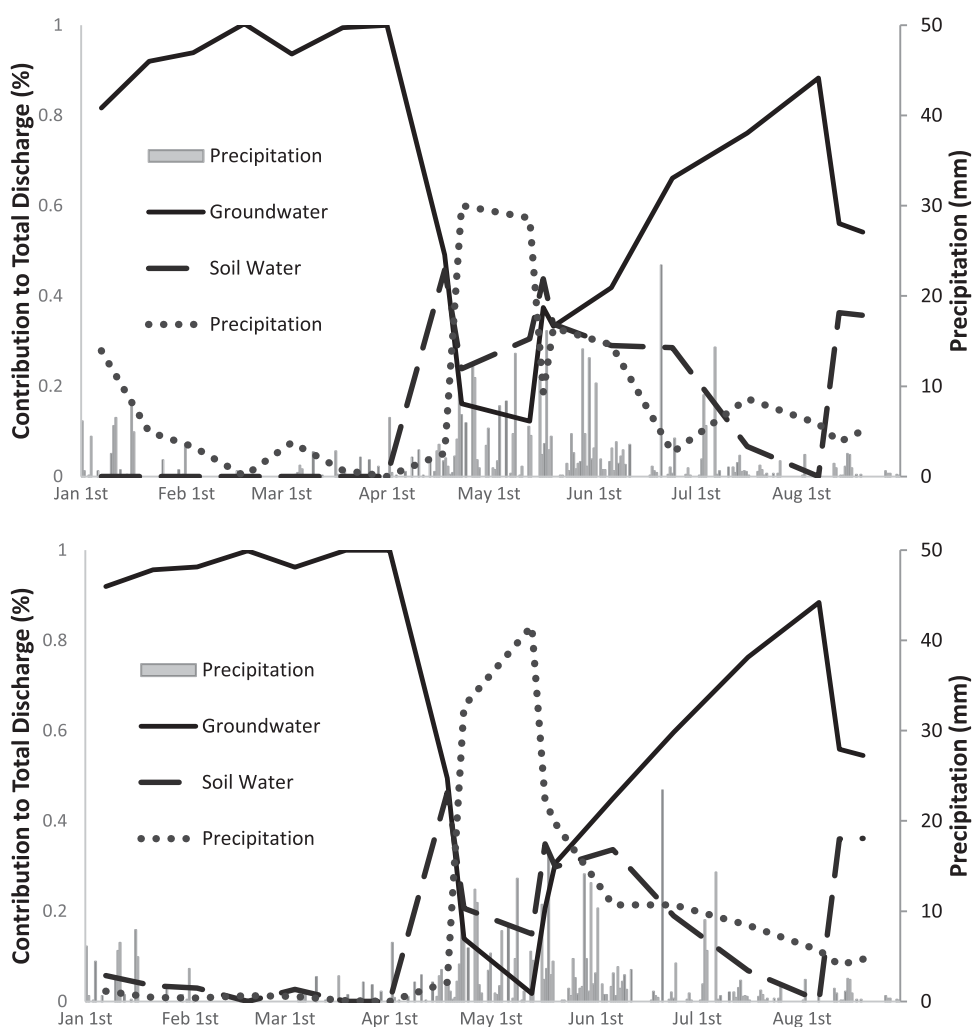 1
0.8
0.6
0.4
0.2
0
Contribution to Total Discharge (%)
Precipitation
Groundwater
Soil Water
Precipitation
50
40
30
20
10
0
Precipitation (mm)
Jan 1st Feb 1st Mar 1st Apr 1st May 1st Jun 1st Jul 1st Aug 1st
1
0.8
0.6
0.4
0.2
0
Contribution to Total Discharge (%)
Precipitation
Groundwater
Soil Water
Precipitation
50
40
30
20
10
0
Precipitation (mm)
Jan 1st Feb 1st Mar 1st Apr 1st May 1st Jun 1st Jul 1st Aug 1st